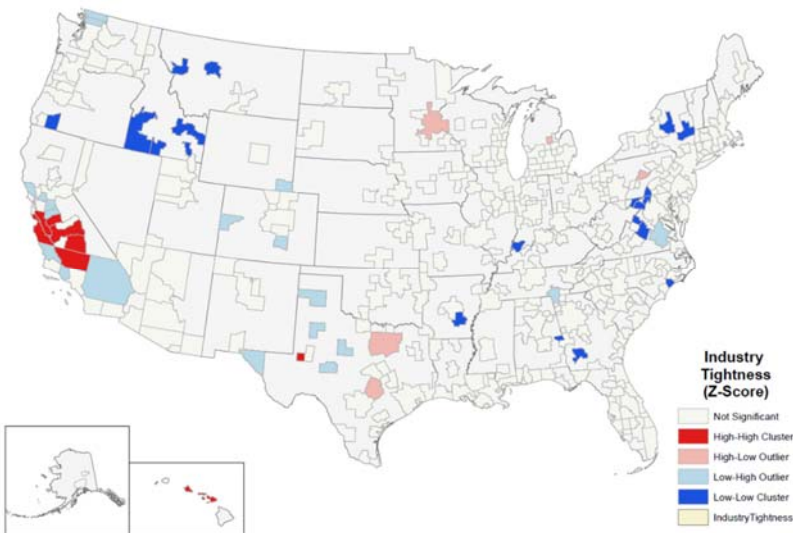 Industry
Tightness
(Z-Score)
Not Significant
High-High Cluster
High-Low Outlier
Low-High Outlier
Low-Low Cluster
IndustryTightness